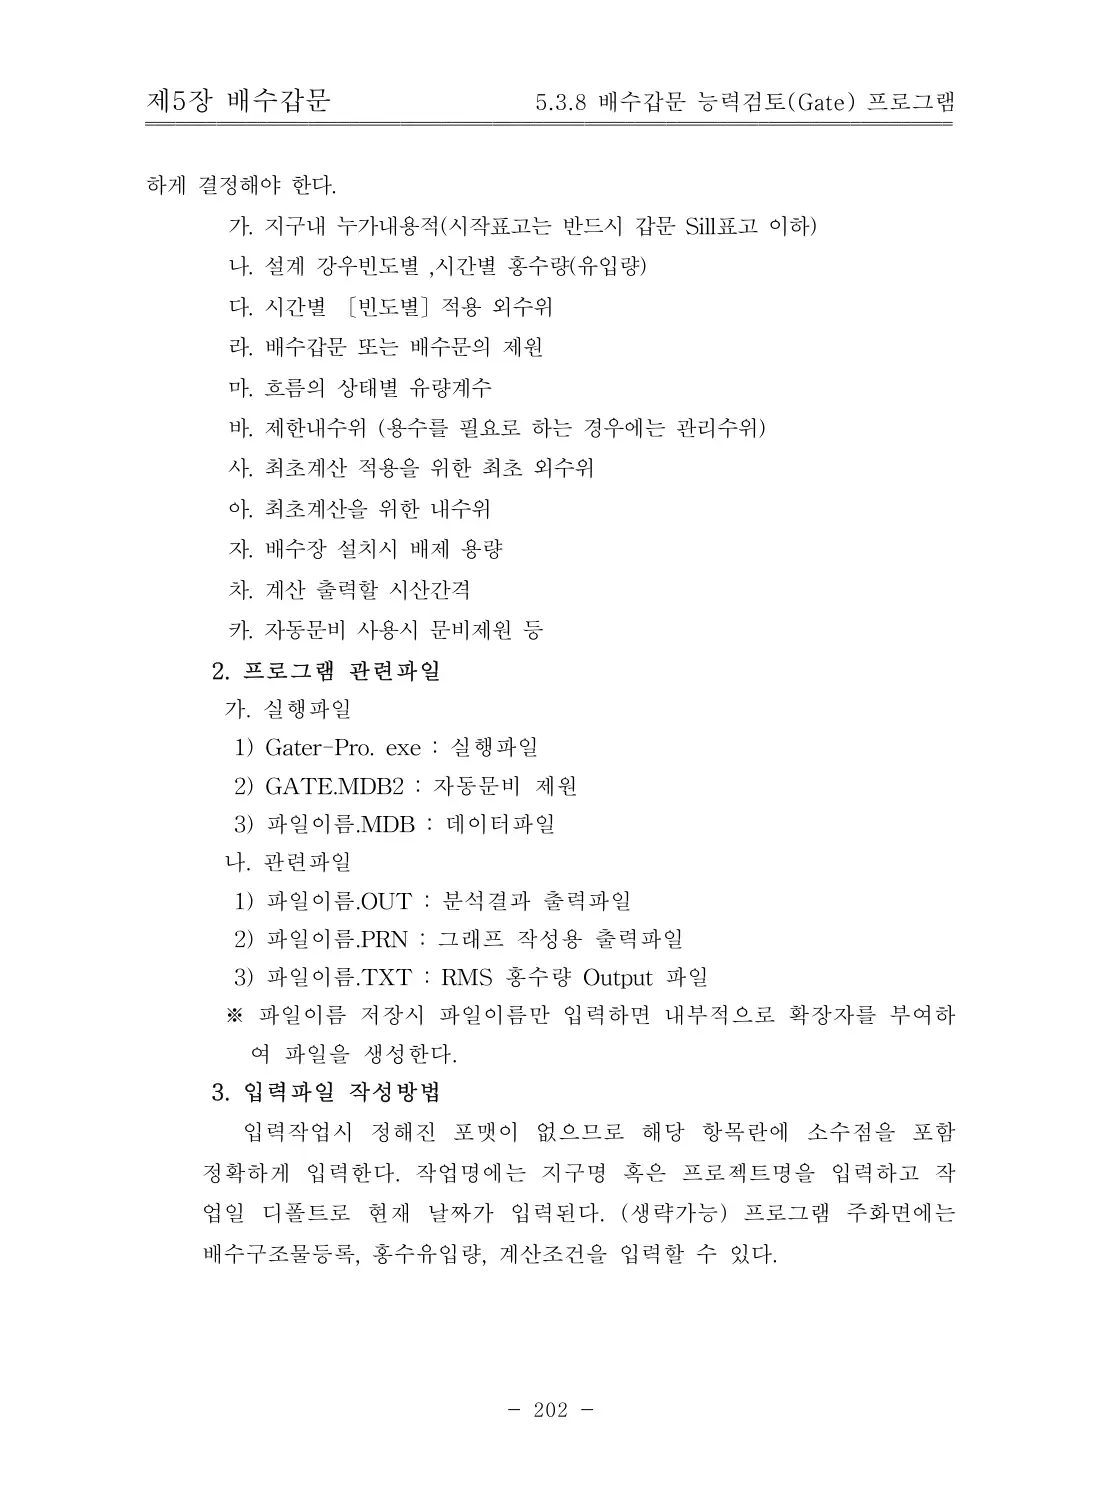 제5장 배수갑문
5.3.8 배수갑문 능력검토(Gate) 프로그램
하게 결정해야 한다.
가. 지구내 누가내용적(시작표고는 반드시 갑문 Sill표고 이하)
나. 설계 강우빈도별 ,시간별 홍수량(유입량)
다. 시간별 ［빈도별］적용 외수위
라. 배수갑문 또는 배수문의 제원
마. 흐름의 상태별 유량계수
바. 제한내수위 (용수를 필요로 하는 경우에는 관리수위)
사. 최초계산 적용을 위한 최초 외수위
아. 최초계산을 위한 내수위
자. 배수장 설치시 배제 용량
차. 계산 출력할 시산간격
카. 자동문비 사용시 문비제원 등
2. 프로그램 관련파일
가. 실행파일
1) Gater-Pro. exe : 실행파일
2) GATE.MDB2 : 자동문비 제원
3) 파일이름.MDB : 데이터파일
나. 관련파일
1) 파일이름.OUT : 분석결과 출력파일
2) 파일이름.PRN : 그래프 작성용 출력파일
3) 파일이름.TXT : RMS 홍수량 Output 파일
※ 파일이름 저장시 파일이름만 입력하면 내부적으로 확장자를 부여하
여 파일을 생성한다.
3. 입력파일 작성방법
입력작업시 정해진 포맷이 없으므로 해당 항목란에 소수점을 포함
정확하게 입력한다. 작업명에는 지구명 혹은 프로젝트명을 입력하고 작
업일 디폴트로 현재 날짜가 입력된다. (생략가능) 프로그램 주화면에는
배수구조물등록, 홍수유입량, 계산조건을 입력할 수 있다.
- 202 -